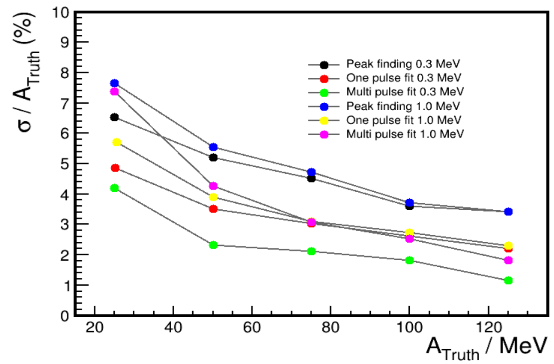 σ / A_Truth (%)
10
9
8
7
6
5
4
3
2
1
0
Peak finding 0.3 MeV
One pulse fit 0.3 MeV
Multi pulse fit 0.3 MeV
Peak finding 1.0 MeV
One pulse fit 1.0 MeV
Multi pulse fit 1.0 MeV
20 40 60 80 100 120
A_Truth / MeV